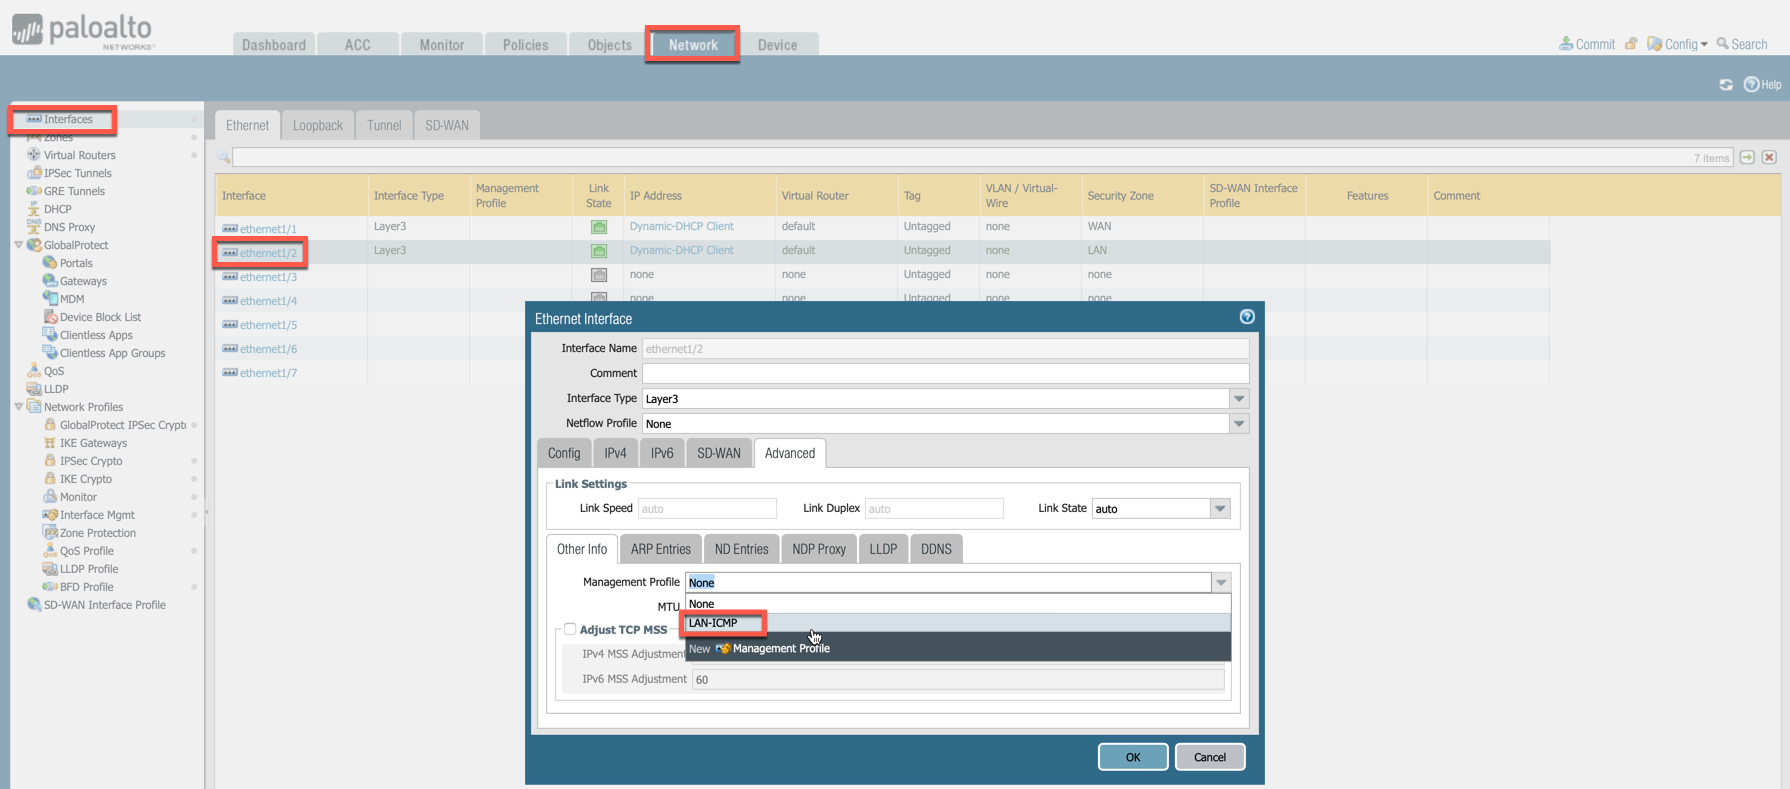 paloalto
NETWORKS
Dashboard ACC Monitor Policies Objects Network Device
Commit Config Search
Help
Interfaces
Zones
Virtual Routers
IPSec Tunnels
GRE Tunnels
DHCP
DNS Proxy
GlobalProtect
Portals
Gateways
MDM
Device Block List
Clientless Apps
Clientless App Groups
QoS
LLDP
Network Profiles
GlobalProtect IPSec Crypt
IKE Gateways
IPSec Crypto
IKE Crypto
Monitor
Interface Mgmt
Zone Protection
QoS Profile
LLDP Profile
BFD Profile
SD-WAN Interface Profile
Ethernet Loopback Tunnel SD-WAN
7 items
Interface Interface Type Management Profile Link State IP Address Virtual Router Tag VLAN / Virtual-Wire Security Zone SD-WAN Interface Profile Features Comment
ethernet1/1 Layer3 Dynamic-DHCP Client default Untagged none WAN
ethernet1/2 Layer3 Dynamic-DHCP Client default Untagged none LAN
ethernet1/3 none none Untagged none none
ethernet1/4 none none Untagged none none
ethernet1/5
ethernet1/6
ethernet1/7
Ethernet Interface
Interface Name ethernet1/2
Comment
Interface Type Layer3
Netflow Profile None
Config IPv4 IPv6 SD-WAN Advanced
Link Settings
Link Speed auto Link Duplex auto Link State auto
Other Info ARP Entries ND Entries NDP Proxy LLDP DDNS
Management Profile None
MTU
None
LAN-ICMP
New Management Profile
Adjust TCP MSS
IPv4 MSS Adjustment
IPv6 MSS Adjustment 60
OK Cancel